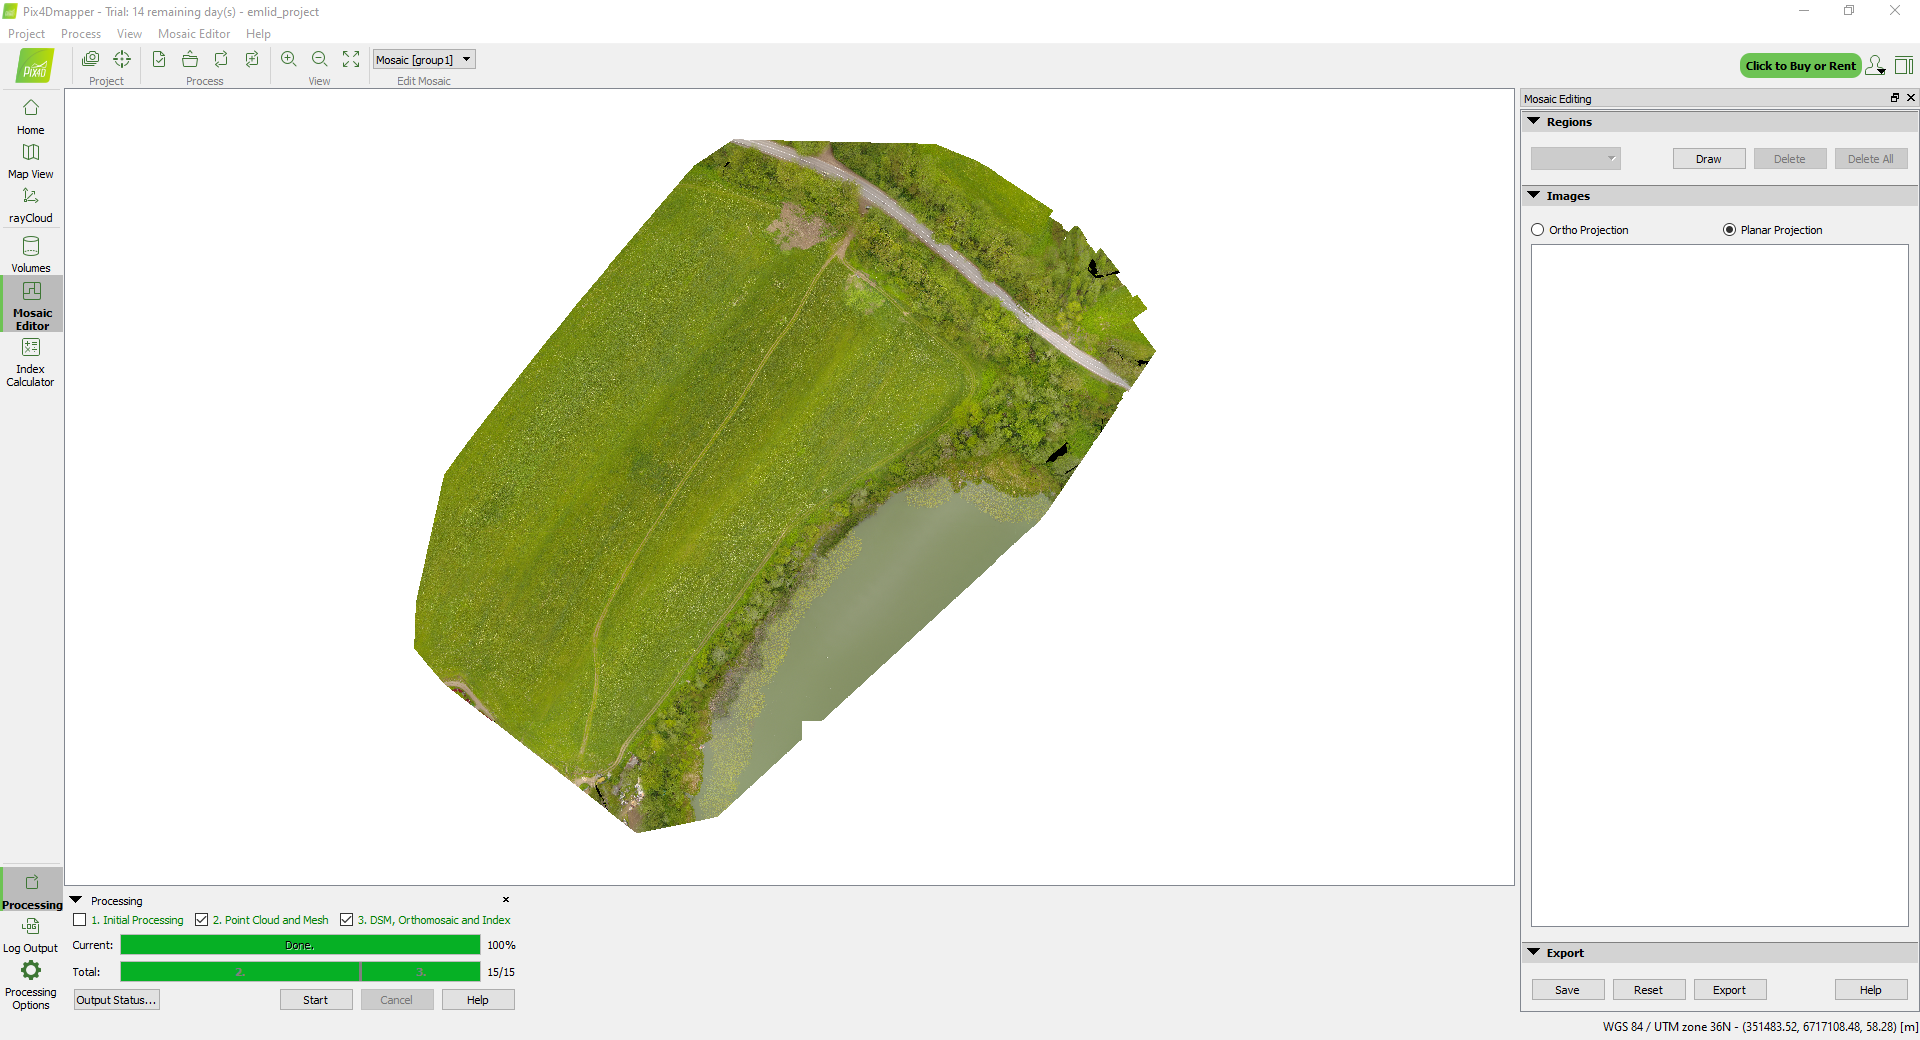 Pix4Dmapper - Trial: 14 remaining day(s) - emlid_project
Project Process View Mosaic Editor Help
PIX4D
Mosaic [group1]
Project Process View Edit Mosaic
Click to Buy or Rent
Home
Map View
rayCloud
Volumes
Mosaic
Editor
Index
Calculator
Processing
Log Output
Processing
Options
Mosaic Editing
Regions
Draw Delete Delete All
Images
Ortho Projection Planar Projection
Export
Save Reset Export Help
Processing
1. Initial Processing 2. Point Cloud and Mesh 3. DSM, Orthomosaic and Index
Current: Done. 100%
Total: 2. 3. 15/15
Output Status... Start Cancel Help
WGS 84 / UTM zone 36N - (351483.52, 6717108.48, 58.28) [m]